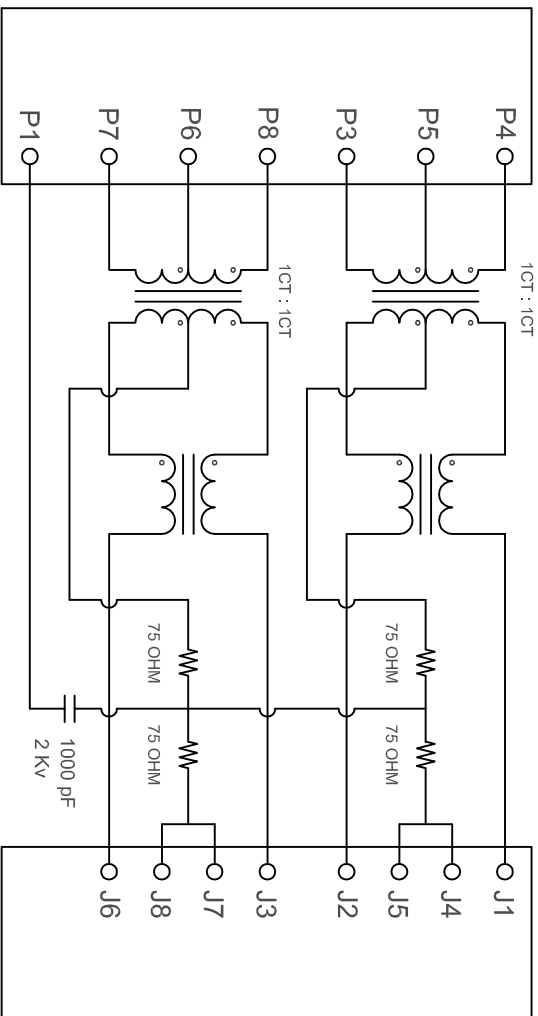 1CT : 1CT
P4
J1
J4
P5
J5
75 OHM
75 OHM
P3
J2
1CT : 1CT
P8
J3
J7
P6
J8
75 OHM
75 OHM
P7
J6
1000 pF
2 Kv
P1